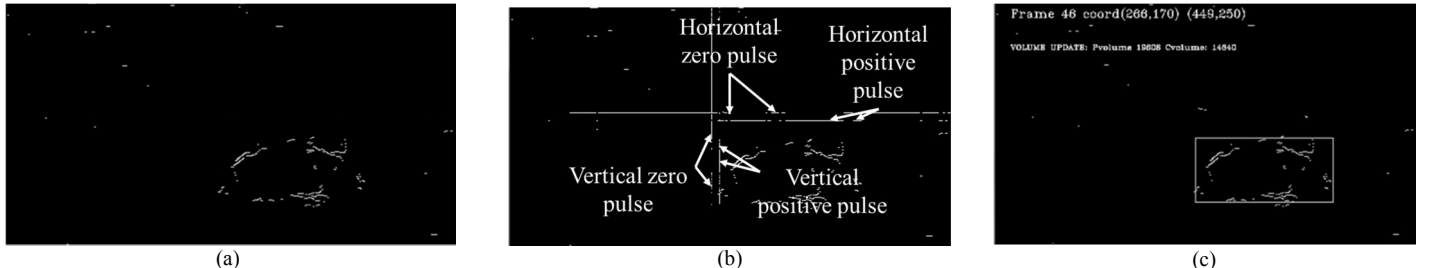 Horizontal
zero pulse
Horizontal
positive
pulse
Vertical zero
pulse
Vertical
positive pulse
Frame 46 coord(266,170) (449,250)
VOLUME UPDATE: Pvolume 19608 Cvolume: 14640
(a)
(b)
(c)